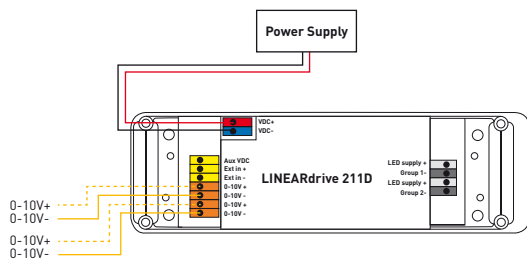 Power Supply
VDC+
VDC-
Aux VDC
Ext in +
Ext in -
0-10V +
0-10V -
0-10V +
0-10V -
LINEARdrive 211D
LED supply +
Group 1-
LED supply +
Group 2-
0-10V+
0-10V-
0-10V+
0-10V-